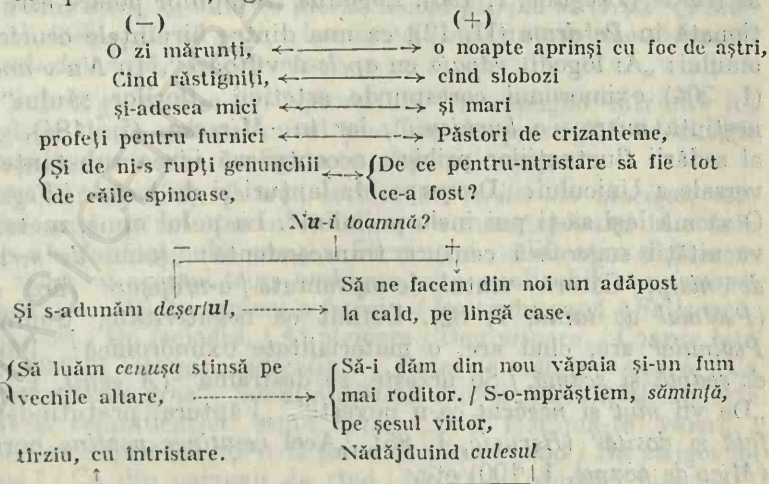 (—) (+)
O zi mărunți, ←→ o noapte aprinși cu foc de aștri,
Cînd răstigniți, ←→ cînd slobozi
și-adesea mici ←→ și mari
profeți pentru furnici ←→ Păstori de crizanteme,
{Și de ni-s rupți genunchii ←→ {De ce pentru-ntristare să fie tot
de căile spinoase, ce-a fost?
Nu-i toamnă?
— +
Să ne facem din noi un adăpost
Și s-adunăm deșertul, → la cald, pe lîngă case.
{Să luăm cenușa stinsă pe {Să-i dăm din nou văpaia și-un fum
vechile altare, → mai roditor. / S-o-mprăștiem, sămînță,
pe șesul viitor,
tîrziu, cu întristare. Nădăjduind culesul